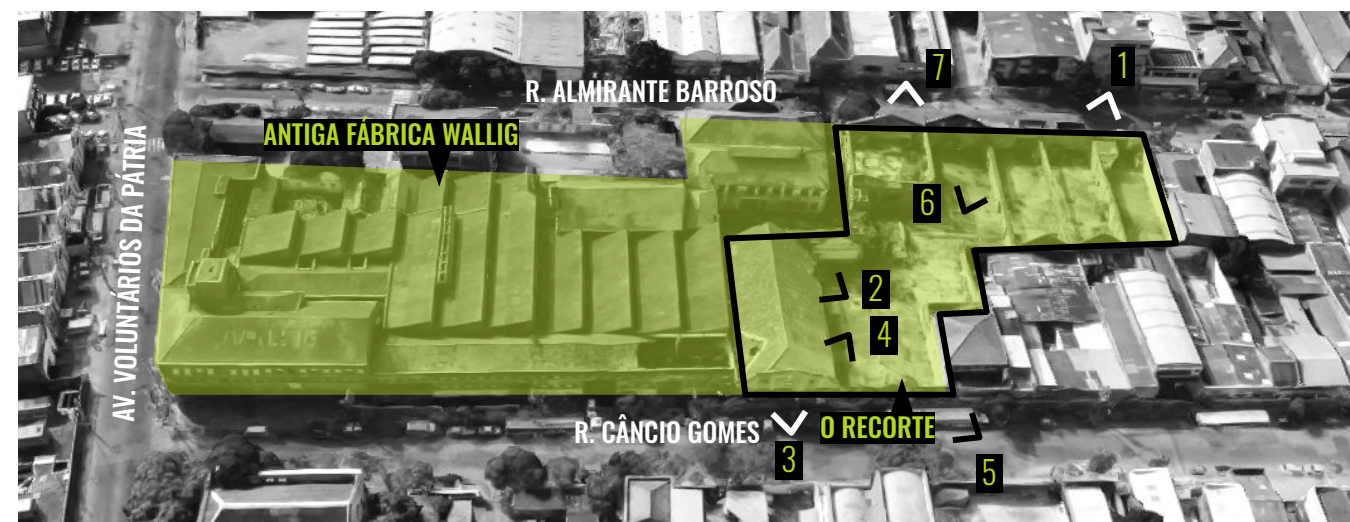 7
1
R. ALMIRANTE BARROSO
ANTIGA FÁBRICA WALLIG
AV. VOLUNTÁRIOS DA PÁTRIA
6
2
4
R. CÂNCIO GOMES
O RECORTE
3
5